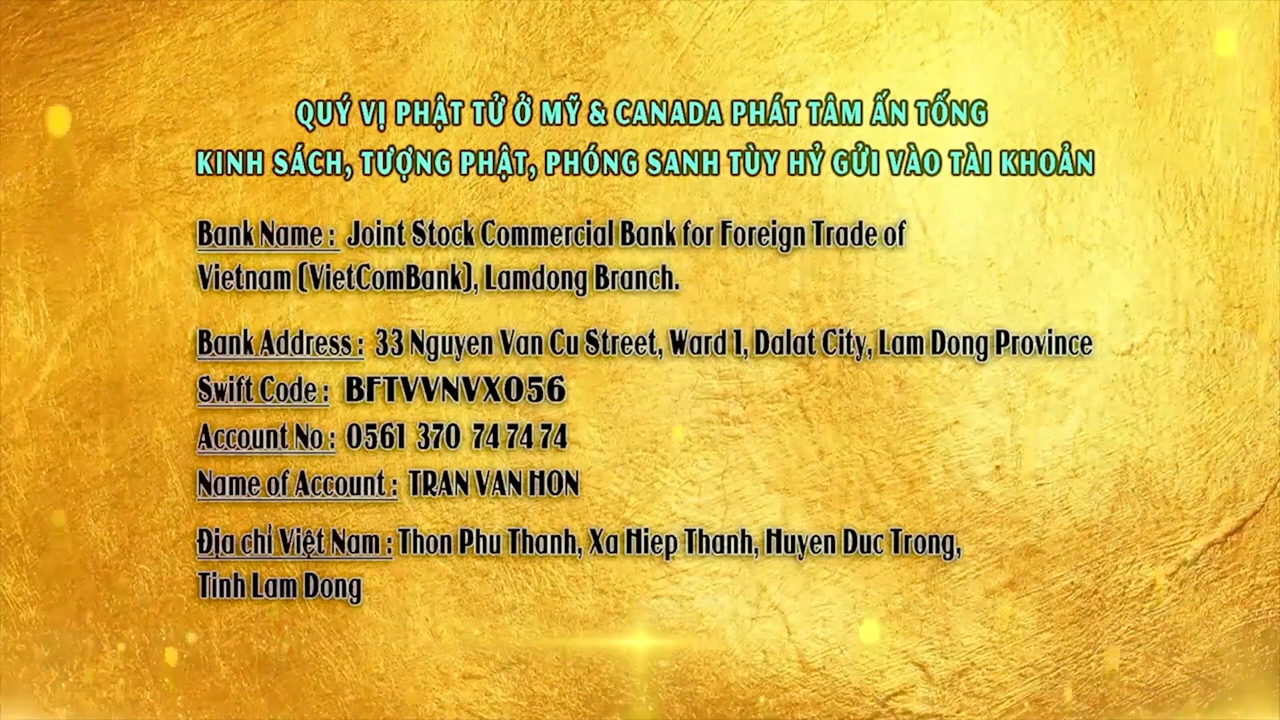 QUÝ VỊ PHẬT TỬ Ở MỸ & CANADA PHÁT TÂM ẤN TỐNG
KINH SÁCH, TƯỢNG PHẬT, PHÓNG SANH TÙY HỶ GỬI VÀO TÀI KHOẢN
Bank Name : Joint Stock Commercial Bank for Foreign Trade of
Vietnam (VietComBank), Lamdong Branch.
Bank Address : 33 Nguyen Van Cu Street, Ward 1, Dalat City, Lam Dong Province
Swift Code : BFTVVNVX056
Account No : 0561 370 74 74 74
Name of Account : TRAN VAN HON
Địa chỉ Việt Nam : Thon Phu Thanh, Xa Hiep Thanh, Huyen Duc Trong,
Tinh Lam Dong